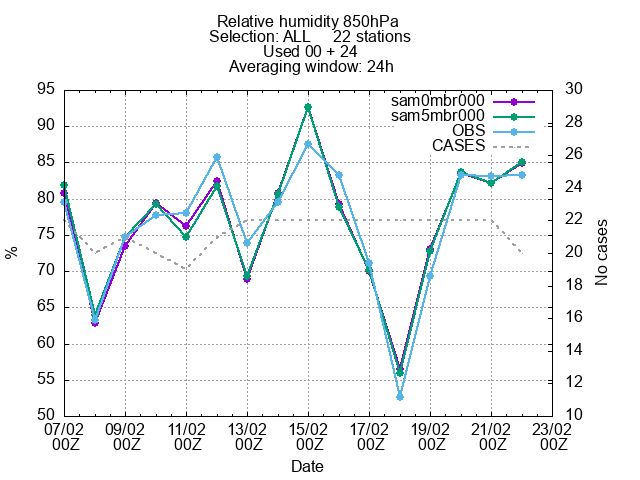 Relative humidity 850hPa
Selection: ALL     22 stations
Used 00 + 24
Averaging window: 24h
sam0mbr000
sam5mbr000
OBS
CASES
95
90
85
80
75
70
65
60
55
50
%
30
28
26
24
22
20
18
16
14
12
10
No cases
07/02 09/02 11/02 13/02 15/02 17/02 19/02 21/02 23/02
00Z 00Z 00Z 00Z 00Z 00Z 00Z 00Z 00Z
Date